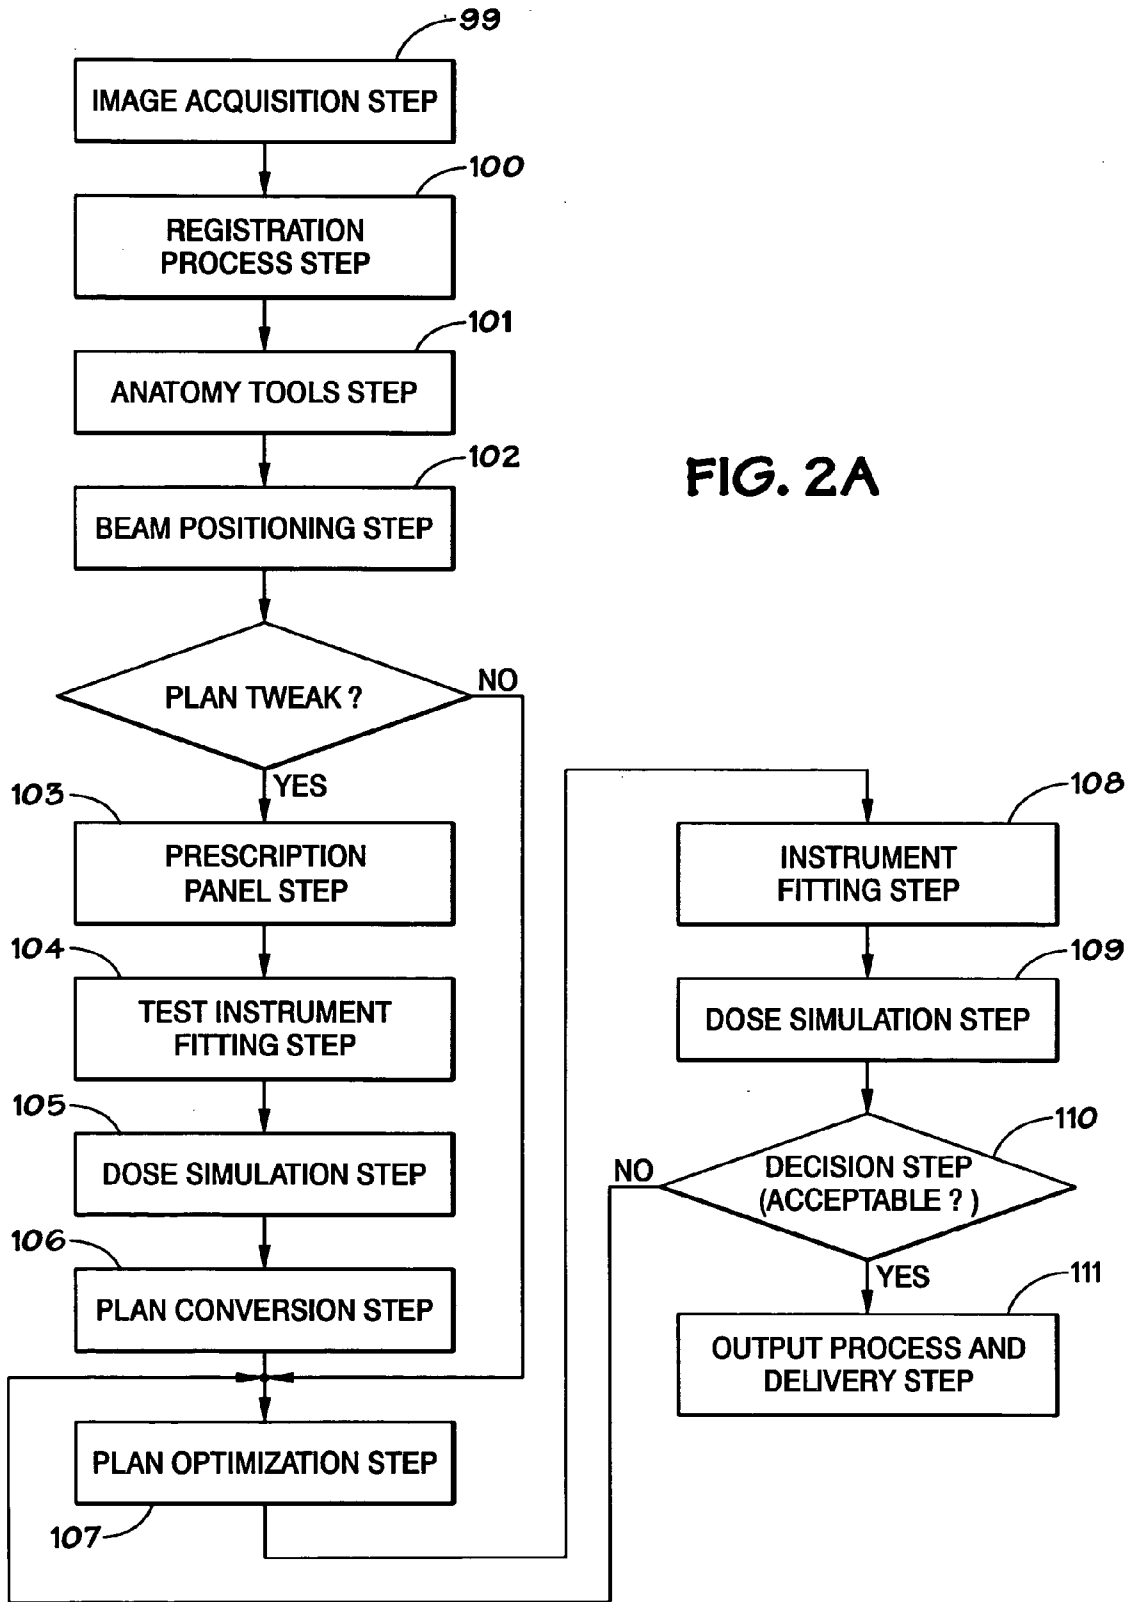 99
IMAGE ACQUISITION STEP
100
REGISTRATION
PROCESS STEP
101
ANATOMY TOOLS STEP
102
BEAM POSITIONING STEP
FIG. 2A
PLAN TWEAK ?
NO
YES
103
PRESCRIPTION
PANEL STEP
104
TEST INSTRUMENT
FITTING STEP
105
DOSE SIMULATION STEP
106
PLAN CONVERSION STEP
PLAN OPTIMIZATION STEP
107
108
INSTRUMENT
FITTING STEP
109
DOSE SIMULATION STEP
110
NO
DECISION STEP
(ACCEPTABLE ? )
YES
111
OUTPUT PROCESS AND
DELIVERY STEP